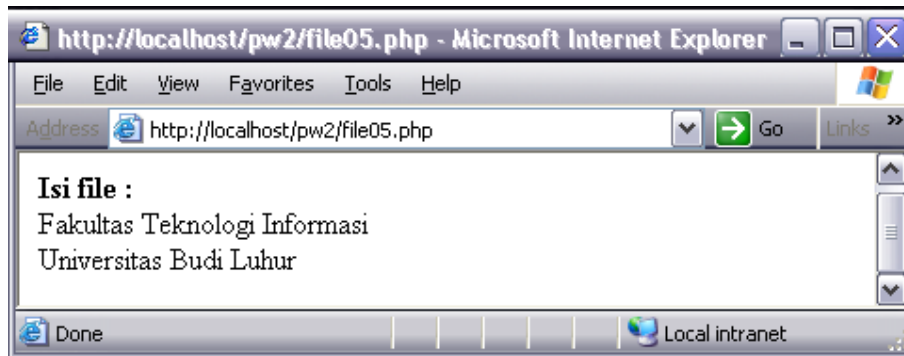 http://localhost/pw2/file05.php - Microsoft Internet Explorer
File Edit View Favorites Tools Help
Address http://localhost/pw2/file05.php Go Links »
Isi file :
Fakultas Teknologi Informasi
Universitas Budi Luhur
Done Local intranet